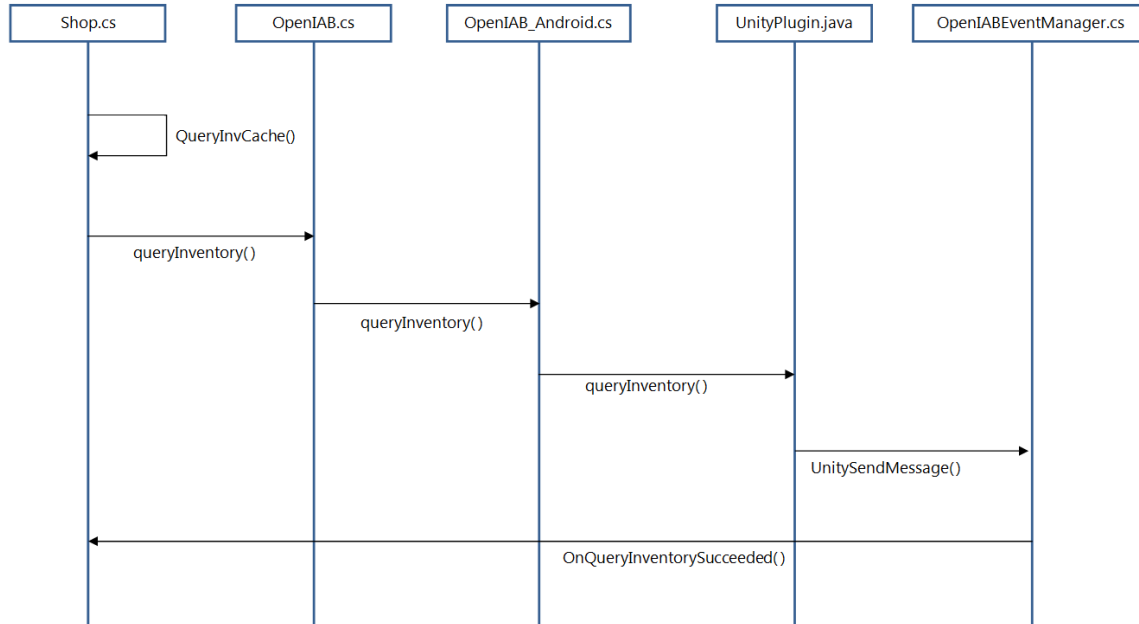 Shop.cs
OpenIAB.cs
OpenIAB_Android.cs
UnityPlugin.java
OpenIABEventManager.cs
QueryInvCache()
queryInventory()
queryInventory()
queryInventory()
UnitySendMessage()
OnQueryInventorySucceeded()